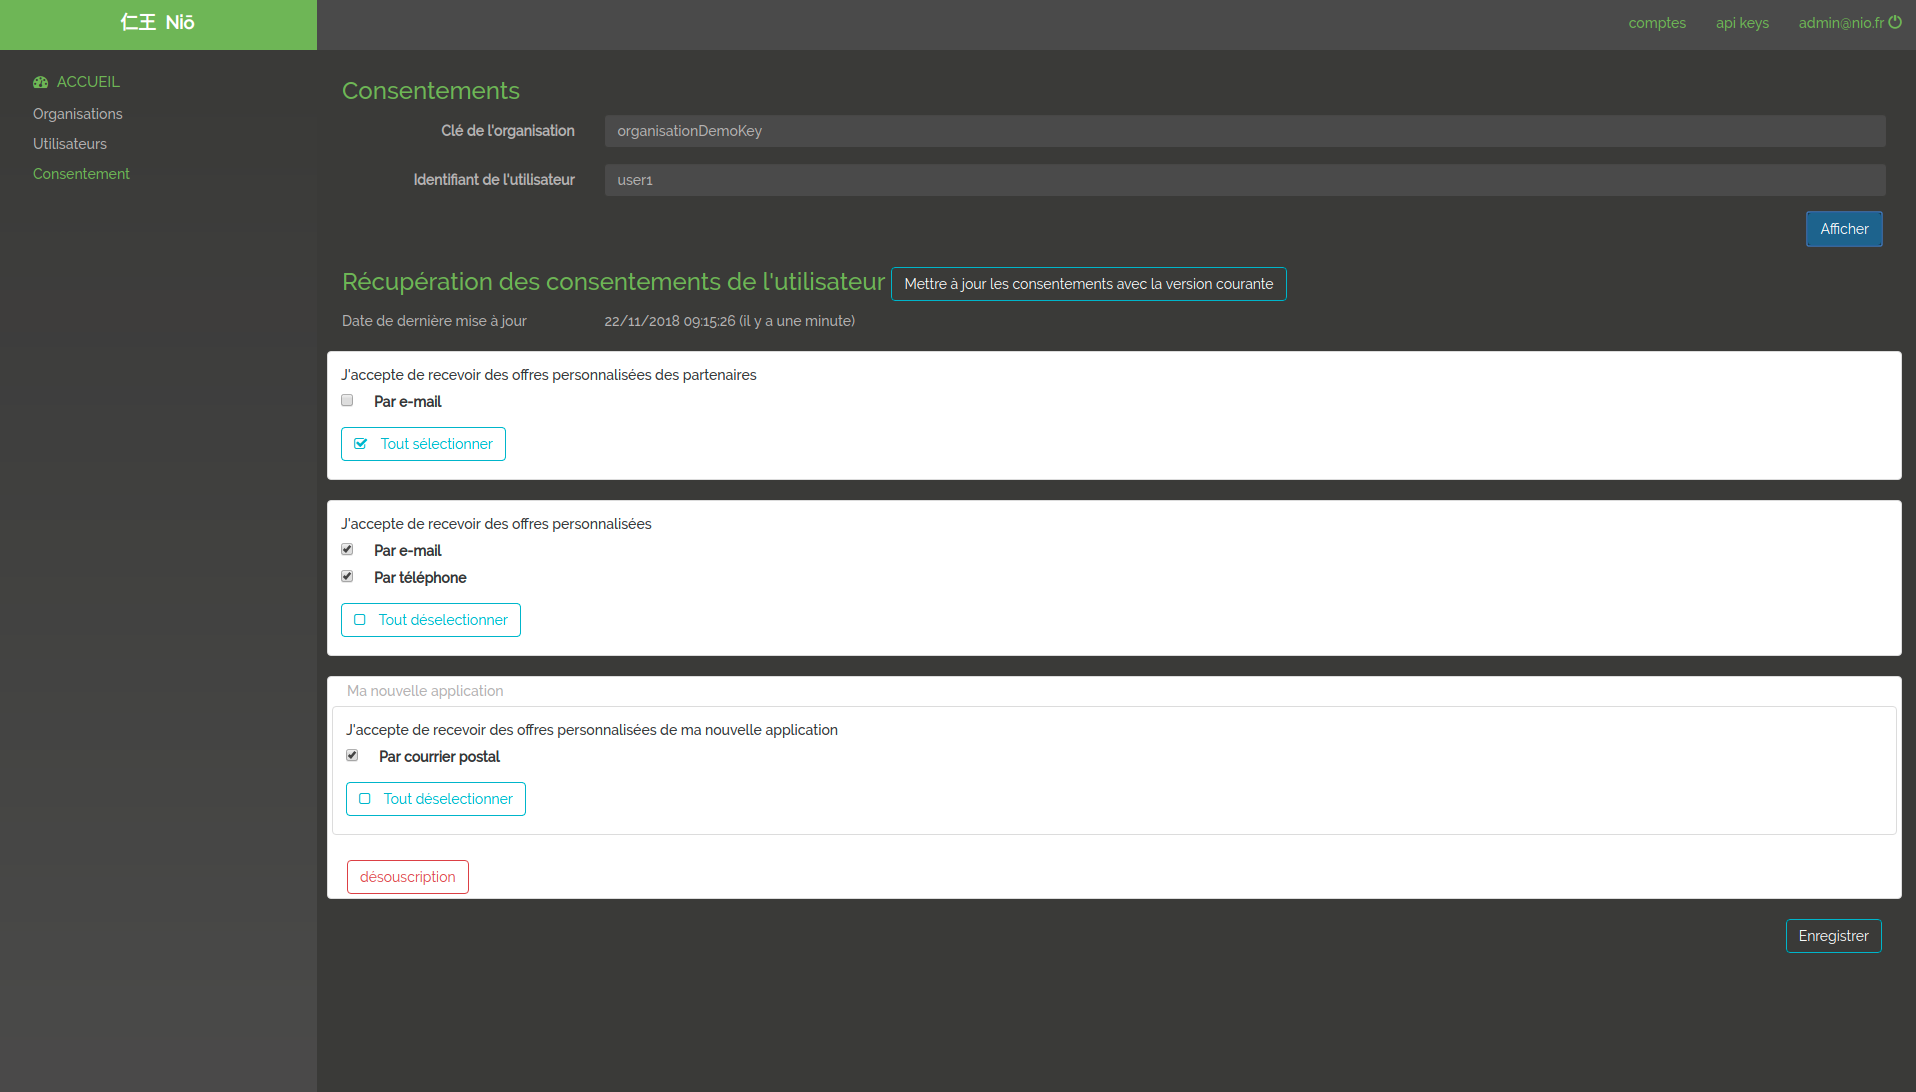 仁王 Niō
comptes
api keys
admin@nio.fr
ACCUEIL
Organisations
Utilisateurs
Consentement
Consentements
Clé de l'organisation
organisationDemoKey
Identifiant de l'utilisateur
user1
Afficher
Récupération des consentements de l'utilisateur
Mettre à jour les consentements avec la version courante
Date de dernière mise à jour
22/11/2018 09:15:26 (il y a une minute)
J'accepte de recevoir des offres personnalisées des partenaires
Par e-mail
Tout sélectionner
J'accepte de recevoir des offres personnalisées
Par e-mail
Par téléphone
Tout déselectionner
Ma nouvelle application
J'accepte de recevoir des offres personnalisées de ma nouvelle application
Par courrier postal
Tout déselectionner
désouscription
Enregistrer